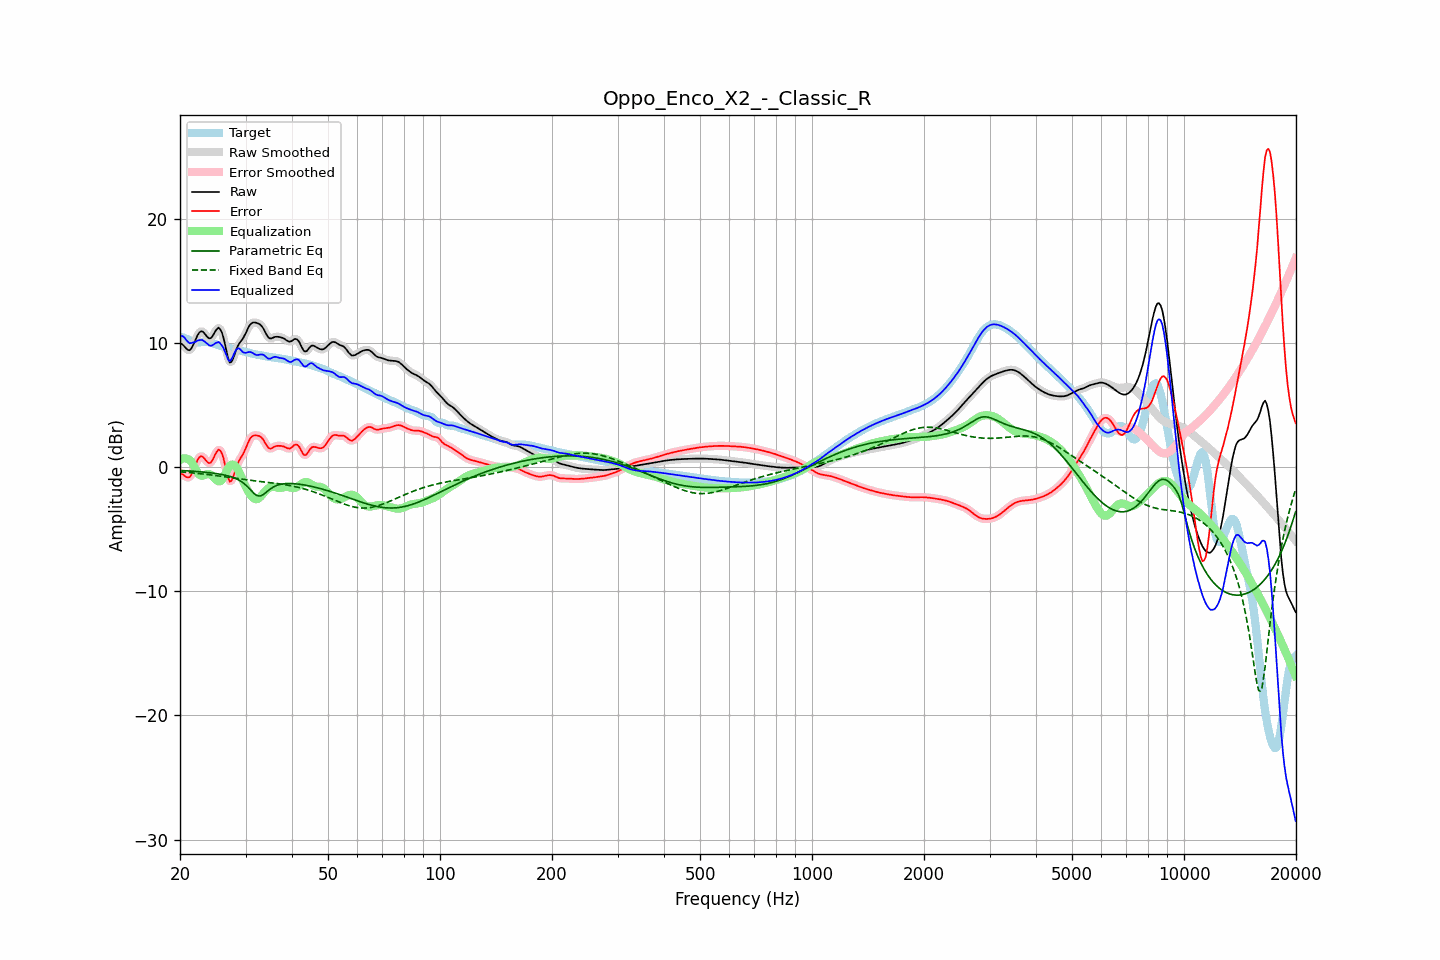 Oppo_Enco_X2_-_Classic_R
Target
Raw Smoothed
Error Smoothed
Raw
Error
Equalization
Parametric Eq
Fixed Band Eq
Equalized
Amplitude (dBr)
20
10
0
−10
−20
−30
20
50
100
200
500
1000
2000
5000
10000
20000
Frequency (Hz)